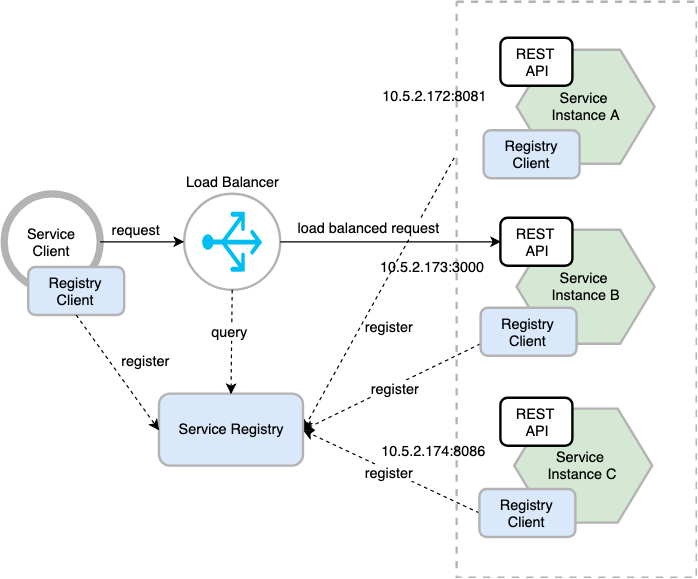 REST
API
10.5.2.172:8081
Service
Instance A
Registry
Client
Load Balancer
Service
Client
request
load balanced request
REST
API
10.5.2.173:3000
Registry
Client
Service
Instance B
query
register
Registry
Client
register
register
Service Registry
REST
API
10.5.2.174:8086
register
Service
Instance C
Registry
Client